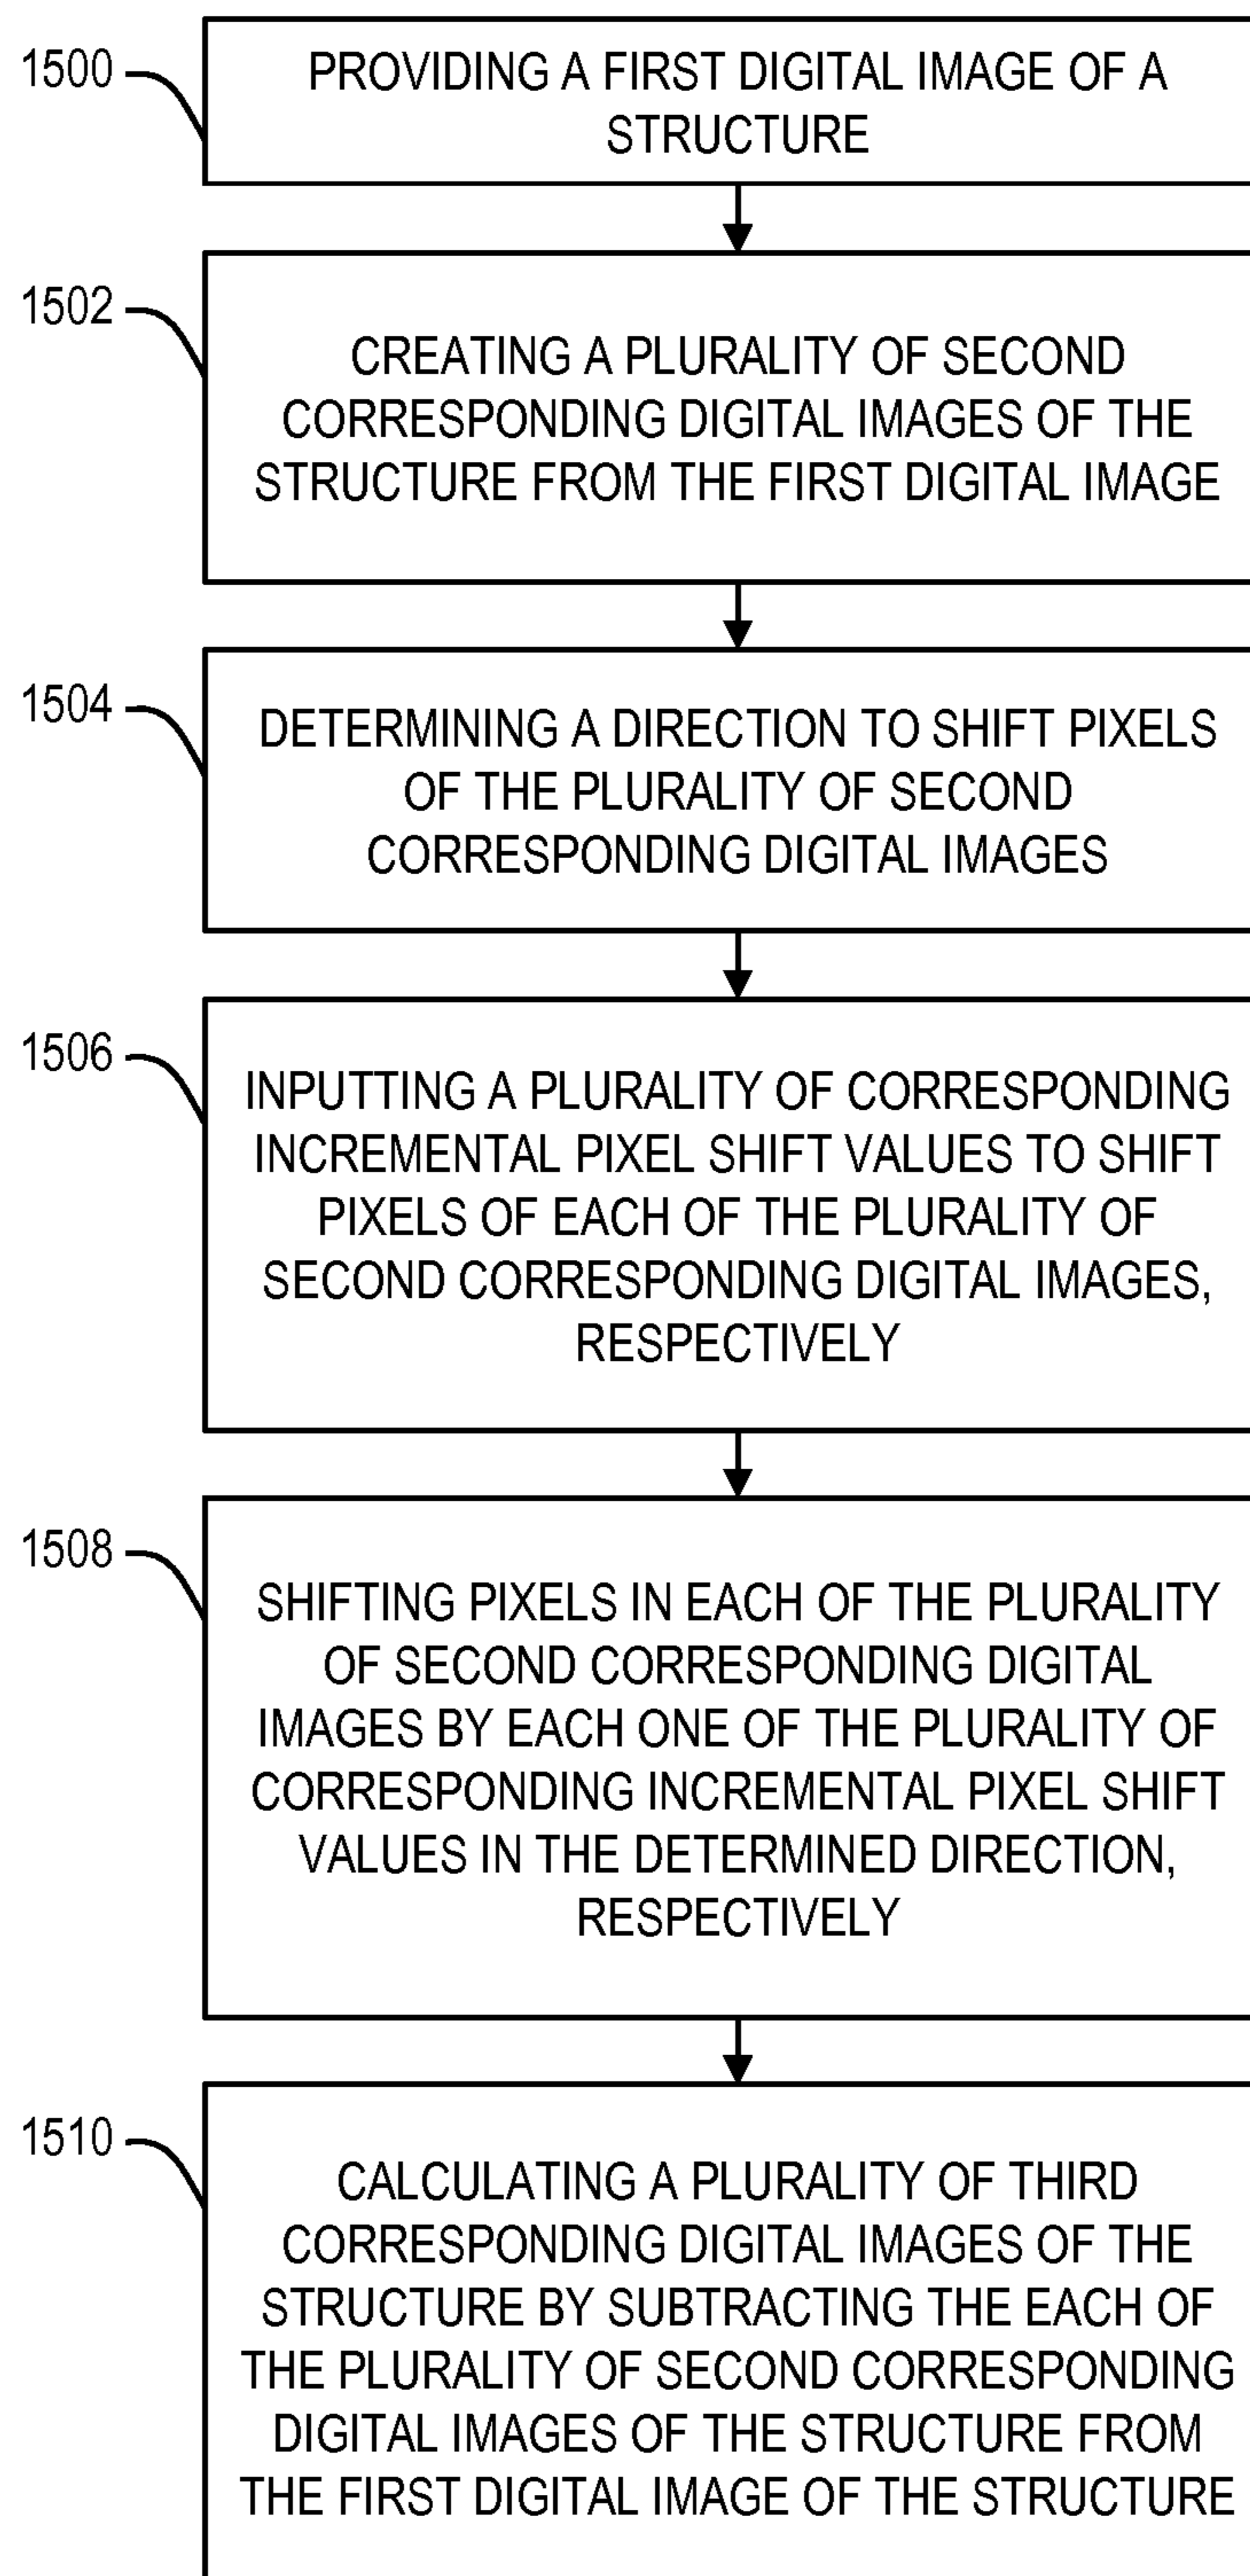 1500
PROVIDING A FIRST DIGITAL IMAGE OF A
STRUCTURE
1502
CREATING A PLURALITY OF SECOND
CORRESPONDING DIGITAL IMAGES OF THE
STRUCTURE FROM THE FIRST DIGITAL IMAGE
1504
DETERMINING A DIRECTION TO SHIFT PIXELS
OF THE PLURALITY OF SECOND
CORRESPONDING DIGITAL IMAGES
1506
INPUTTING A PLURALITY OF CORRESPONDING
INCREMENTAL PIXEL SHIFT VALUES TO SHIFT
PIXELS OF EACH OF THE PLURALITY OF
SECOND CORRESPONDING DIGITAL IMAGES,
RESPECTIVELY
1508
SHIFTING PIXELS IN EACH OF THE PLURALITY
OF SECOND CORRESPONDING DIGITAL
IMAGES BY EACH ONE OF THE PLURALITY OF
CORRESPONDING INCREMENTAL PIXEL SHIFT
VALUES IN THE DETERMINED DIRECTION,
RESPECTIVELY
1510
CALCULATING A PLURALITY OF THIRD
CORRESPONDING DIGITAL IMAGES OF THE
STRUCTURE BY SUBTRACTING THE EACH OF
THE PLURALITY OF SECOND CORRESPONDING
DIGITAL IMAGES OF THE STRUCTURE FROM
THE FIRST DIGITAL IMAGE OF THE STRUCTURE